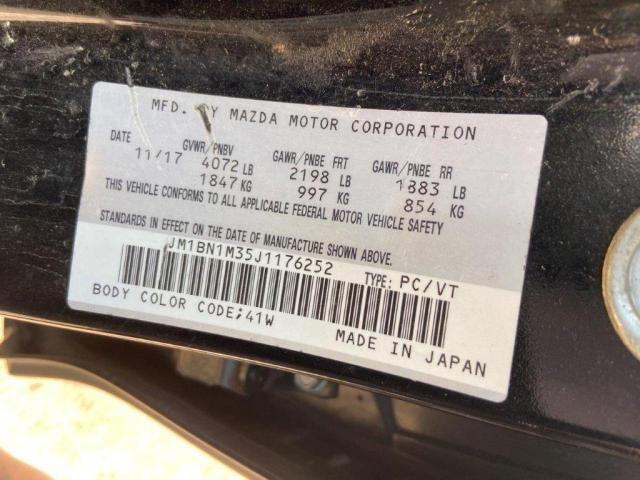 MFD. BY MAZDA MOTOR CORPORATION
DATE GVWR/PNBV GAWR/PNBE FRT GAWR/PNBE RR
11/17 4072 LB 2198 LB 1883 LB
1847 KG 997 KG 854 KG
THIS VEHICLE CONFORMS TO ALL APPLICABLE FEDERAL MOTOR VEHICLE SAFETY
STANDARDS IN EFFECT ON THE DATE OF MANUFACTURE SHOWN ABOVE.
JM1BN1M35J1176252 TYPE: PC/VT
BODY COLOR CODE;41W
MADE IN JAPAN